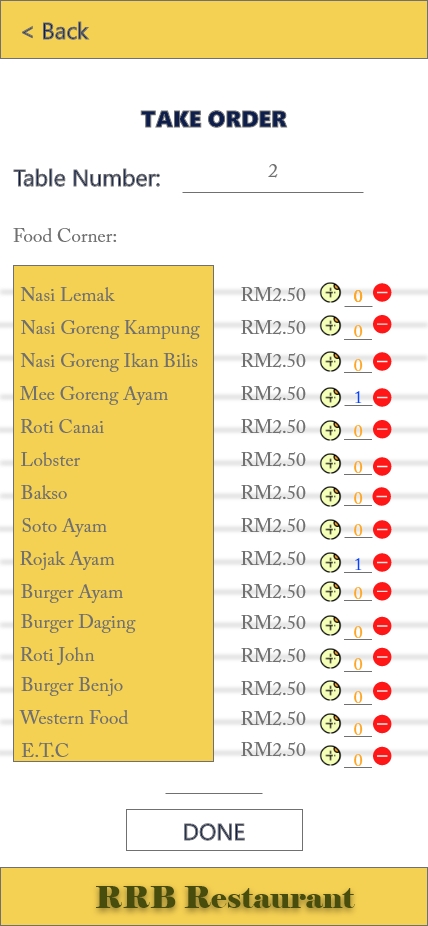 < Back
TAKE ORDER
Table Number: 2
Food Corner:
Nasi Lemak RM2.50 0
Nasi Goreng Kampung RM2.50 0
Nasi Goreng Ikan Bilis RM2.50 0
Mee Goreng Ayam RM2.50 1
Roti Canai RM2.50 0
Lobster RM2.50 0
Bakso RM2.50 0
Soto Ayam RM2.50 0
Rojak Ayam RM2.50 1
Burger Ayam RM2.50 0
Burger Daging RM2.50 0
Roti John RM2.50 0
Burger Benjo RM2.50 0
Western Food RM2.50 0
E.T.C RM2.50 0
DONE
RRB Restaurant